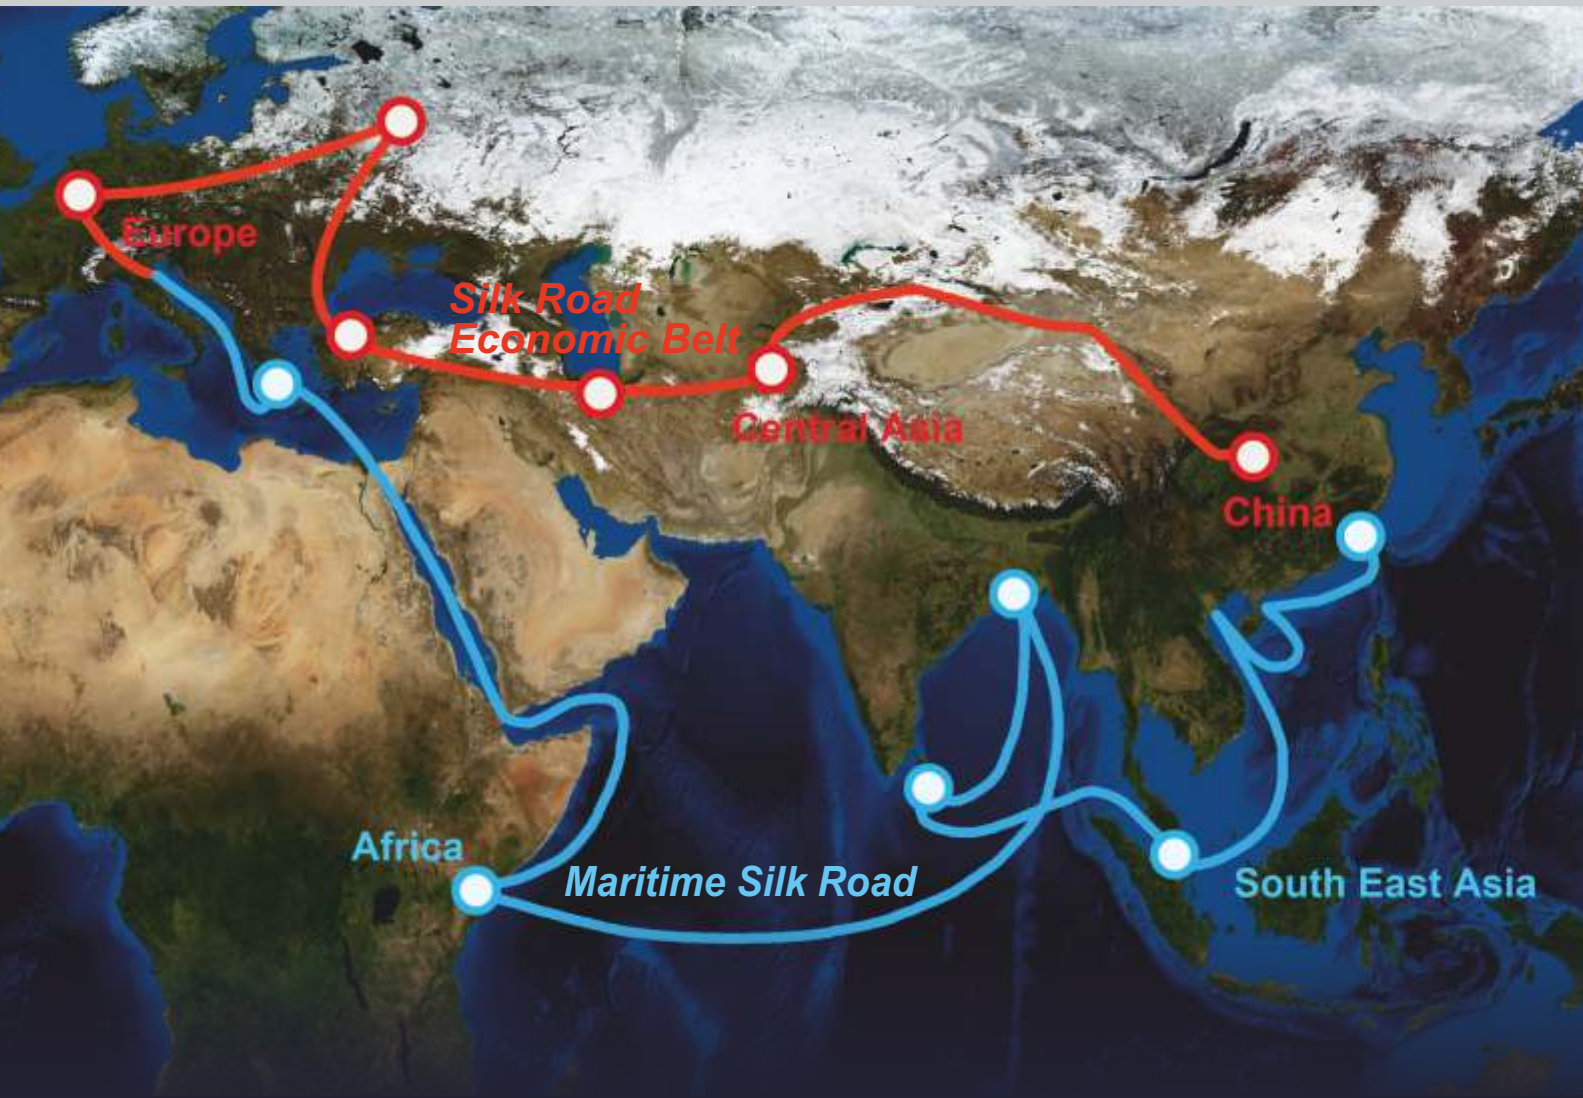 Europe
Silk Road
Economic Belt
Central Asia
China
Africa
Maritime Silk Road
South East Asia